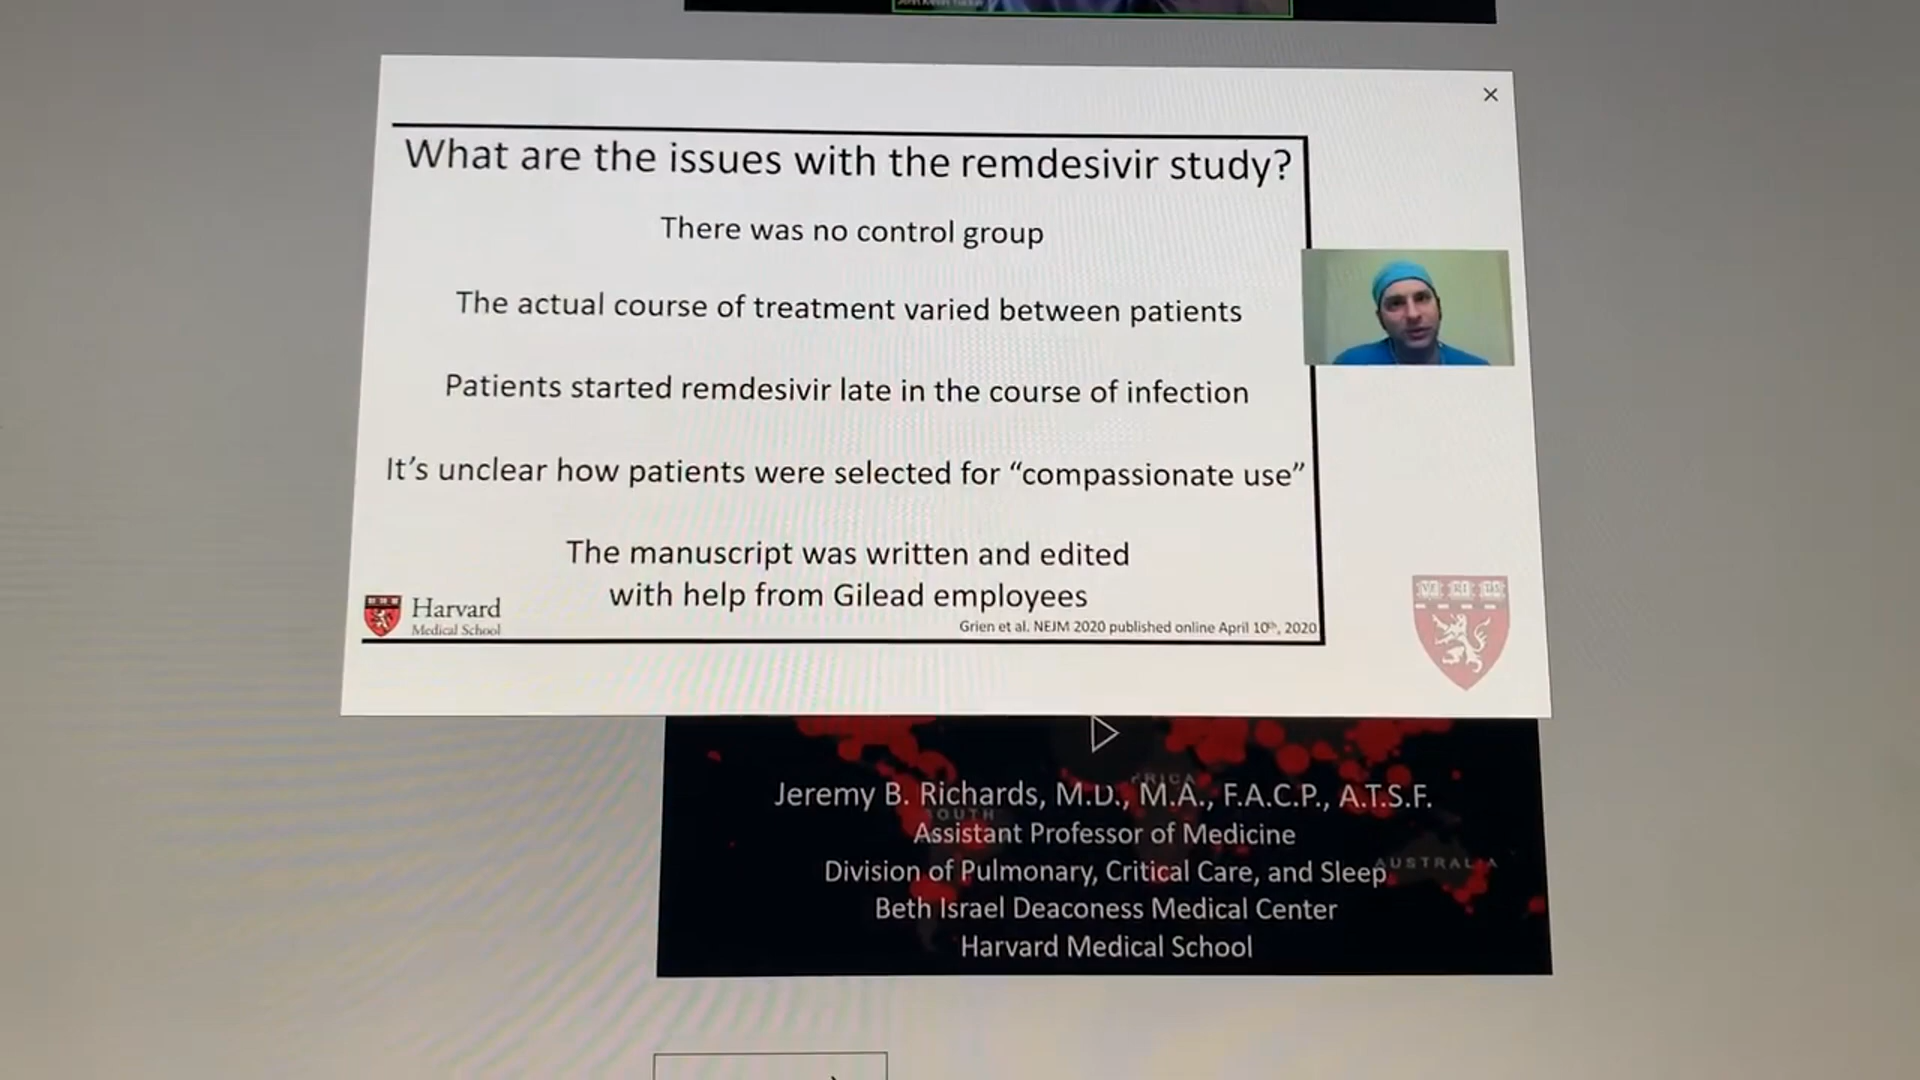 What are the issues with the remdesivir study?
There was no control group
The actual course of treatment varied between patients
Patients started remdesivir late in the course of infection
It's unclear how patients were selected for “compassionate use”
The manuscript was written and edited
with help from Gilead employees
Harvard
Medical School
Grien et al. NEJM 2020 published online April 10th, 2020
Jeremy B. Richards, M.D., M.A., F.A.C.P., A.T.S.F.
SOUTH
Assistant Professor of Medicine
AUSTRALIA
Division of Pulmonary, Critical Care, and Sleep
Beth Israel Deaconess Medical Center
Harvard Medical School